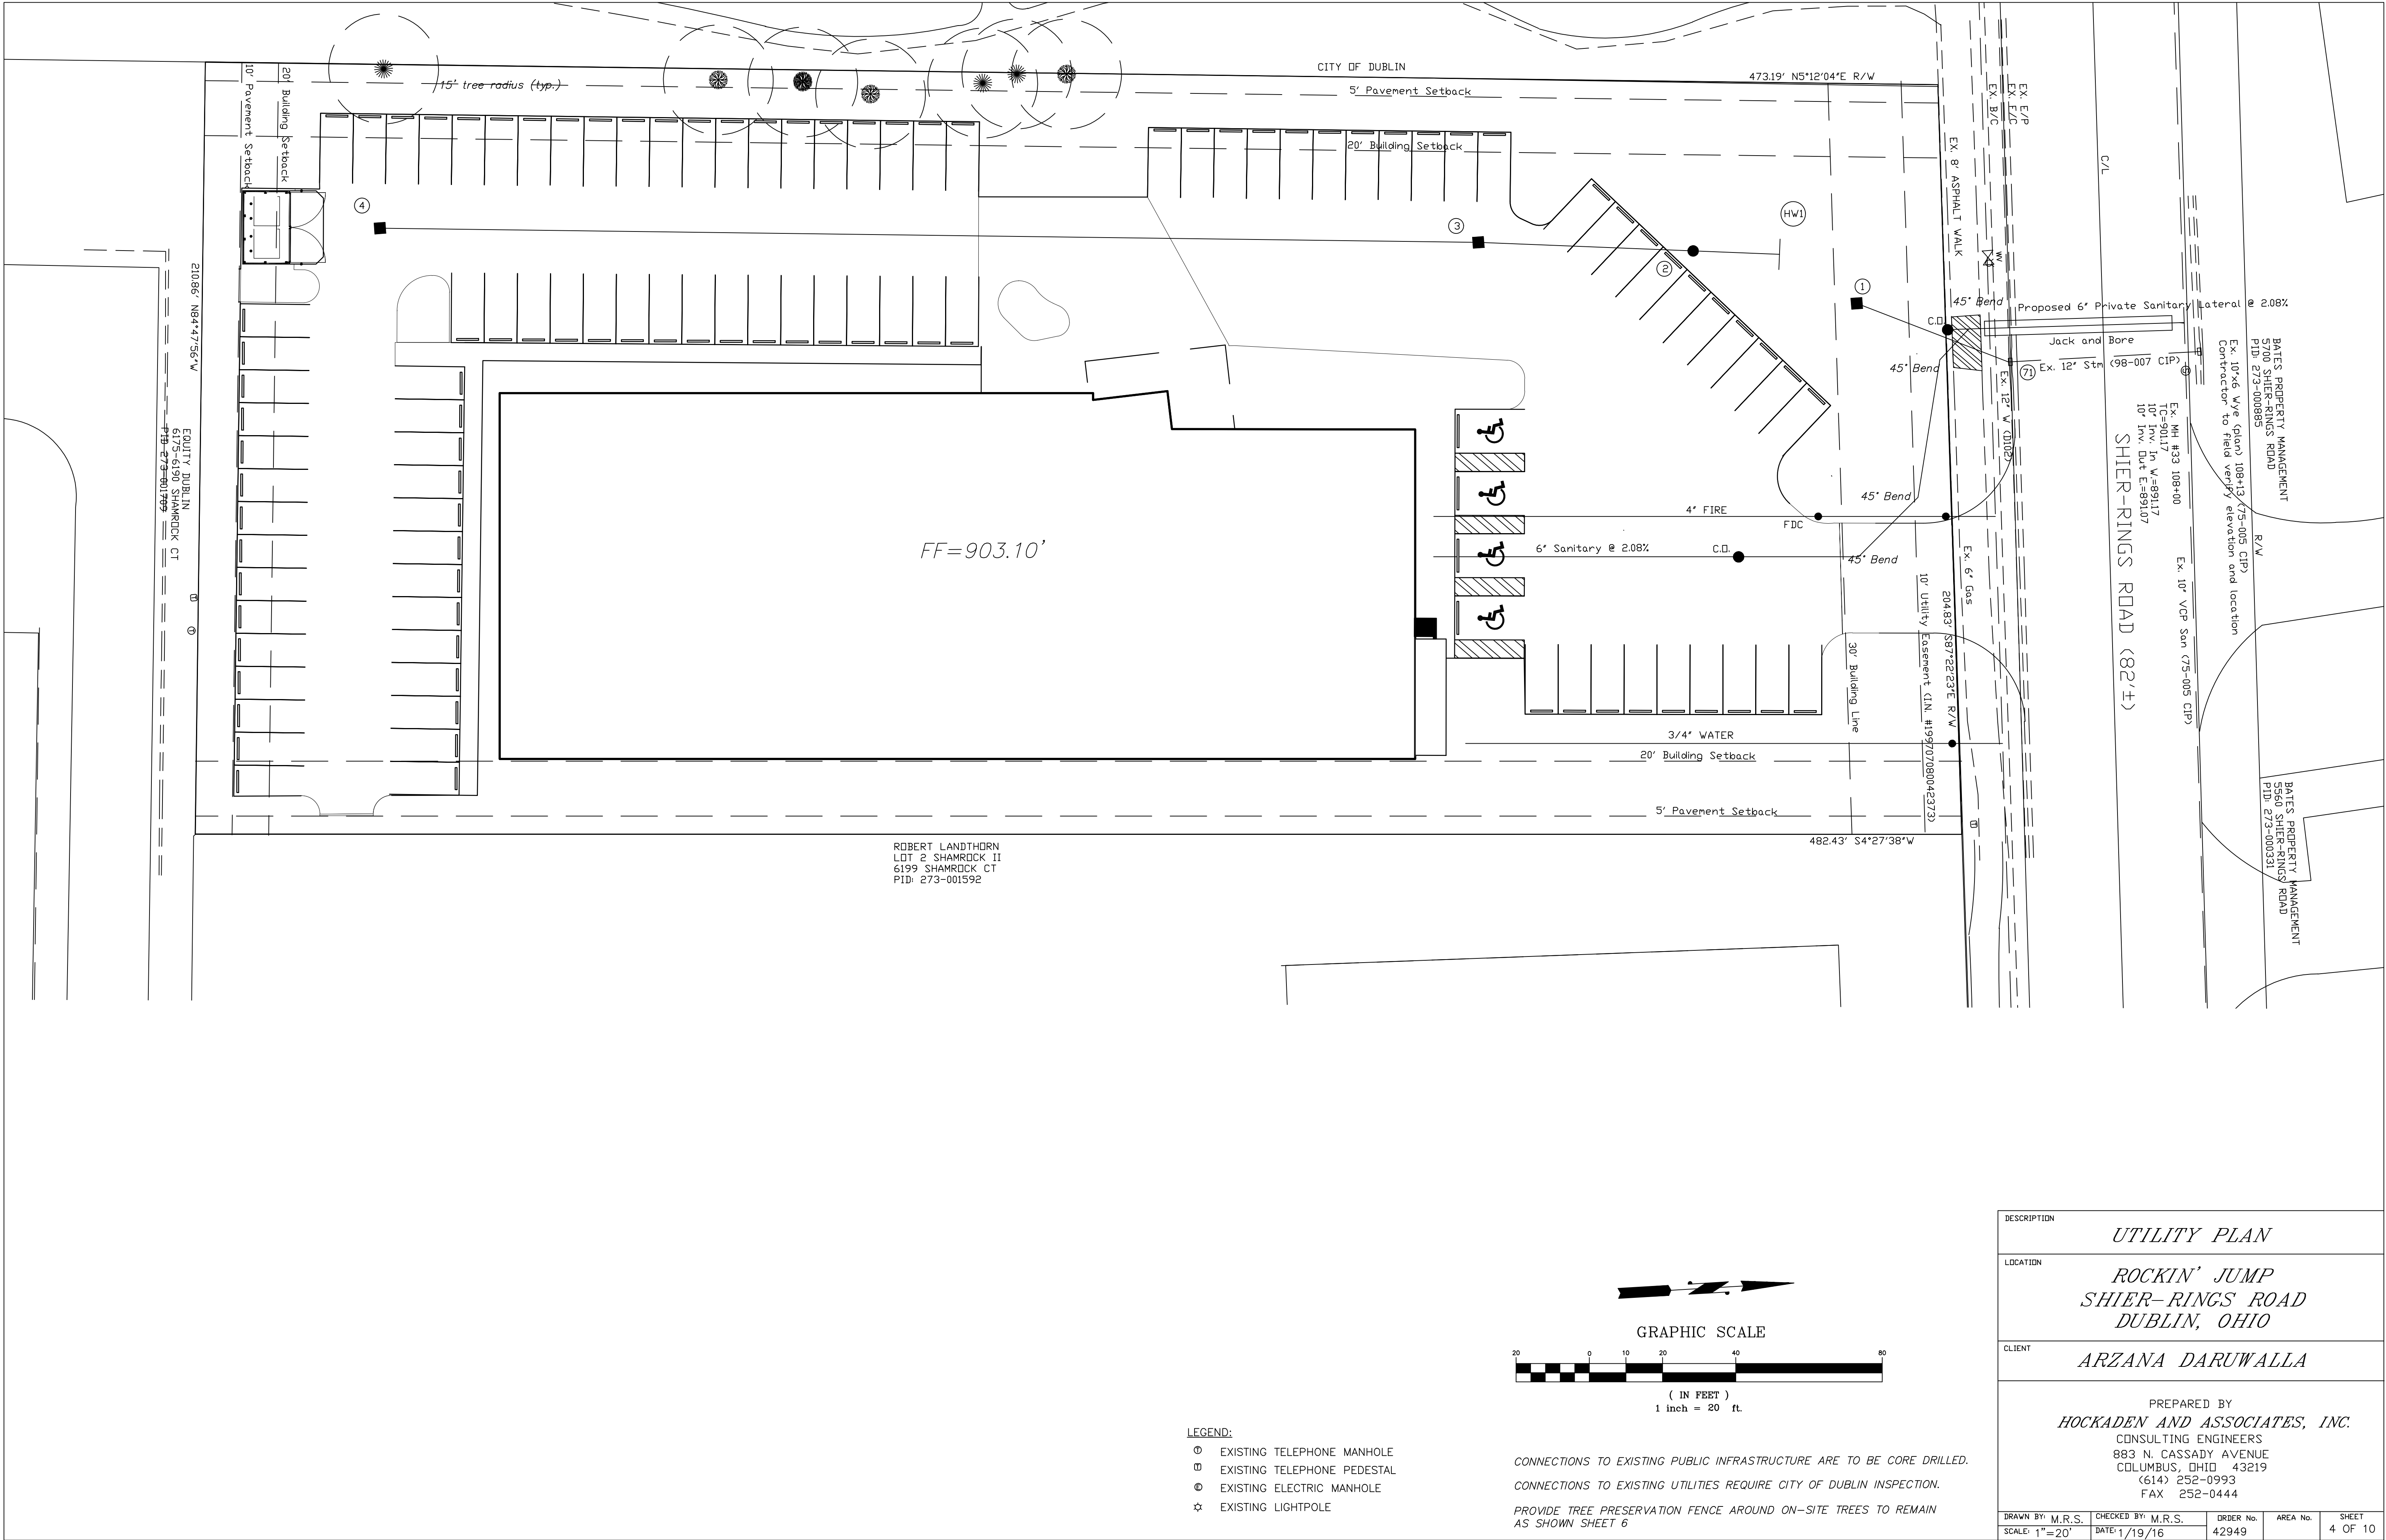 CITY OF DUBLIN
473.19' N5°12'04"E R/W
15' tree radius (typ.)
5' Pavement Setback
20' Building Setback
10' Pavement Setback
20' Building Setback
EX. B/C
EX. E/C
EX. E/P
C/L
EX. 8' ASPHALT WALK
WV
4
3
2
HW1
1
45° Bend
Proposed 6" Private Sanitary Lateral @ 2.08%
C.O.
Jack and Bore
45° Bend
71
Ex. 12" Stm (98-007 CIP)
S
Ex. 12" W (D102)
210.86' N84°47'56"W
EQUITY DUBLIN
6175-6190 SHAMROCK CT
PID 273-001709
T
T
BATES PROPERTY MANAGEMENT
5700 SHIER-RINGS ROAD
PID: 273-000885
Ex. 10"x6 Wye (plan) 108+13 (75-005 CIP)
Contractor to field verify elevation and location
R/W
Ex. MH #33 108+00
TC=901.17
10" Inv. In W.=891.17
10" Inv. Out E.=891.07
Ex. 10" VCP San (75-005 CIP)
SHIER-RINGS ROAD (82'±)
45° Bend
4" FIRE
FDC
FF=903.10'
6" Sanitary @ 2.08%
C.O.
45° Bend
Ex. 6" Gas
10' Utility Easement (I.N. #199707080042373)
204.83' S87°22'23"E R/W
30' Building Line
3/4" WATER
20' Building Setback
5' Pavement Setback
T
482.43' S4°27'38"W
BATES PROPERTY MANAGEMENT
5560 SHIER-RINGS ROAD
PID: 273-000331
ROBERT LANDTHORN
LOT 2 SHAMROCK II
6199 SHAMROCK CT
PID: 273-001592
GRAPHIC SCALE
20 0 10 20 40 80
( IN FEET )
1 inch = 20 ft.
LEGEND:
T EXISTING TELEPHONE MANHOLE
T EXISTING TELEPHONE PEDESTAL
E EXISTING ELECTRIC MANHOLE
EXISTING LIGHTPOLE
CONNECTIONS TO EXISTING PUBLIC INFRASTRUCTURE ARE TO BE CORE DRILLED.
CONNECTIONS TO EXISTING UTILITIES REQUIRE CITY OF DUBLIN INSPECTION.
PROVIDE TREE PRESERVATION FENCE AROUND ON-SITE TREES TO REMAIN
AS SHOWN SHEET 6
DESCRIPTION
UTILITY PLAN
LOCATION
ROCKIN' JUMP
SHIER-RINGS ROAD
DUBLIN, OHIO
CLIENT
ARZANA DARUWALLA
PREPARED BY
HOCKADEN AND ASSOCIATES, INC.
CONSULTING ENGINEERS
883 N. CASSADY AVENUE
COLUMBUS, OHIO 43219
(614) 252-0993
FAX 252-0444
DRAWN BY: M.R.S.
CHECKED BY: M.R.S.
ORDER No.
AREA No.
SHEET
SCALE: 1"=20'
DATE: 1/19/16
42949
4 OF 10